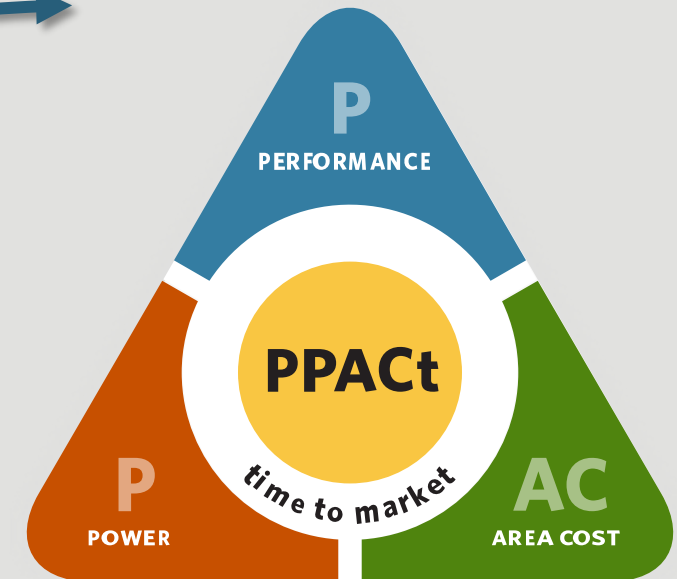 P
PERFORMANCE
PPACt
time to market
P
POWER
AC
AREA COST